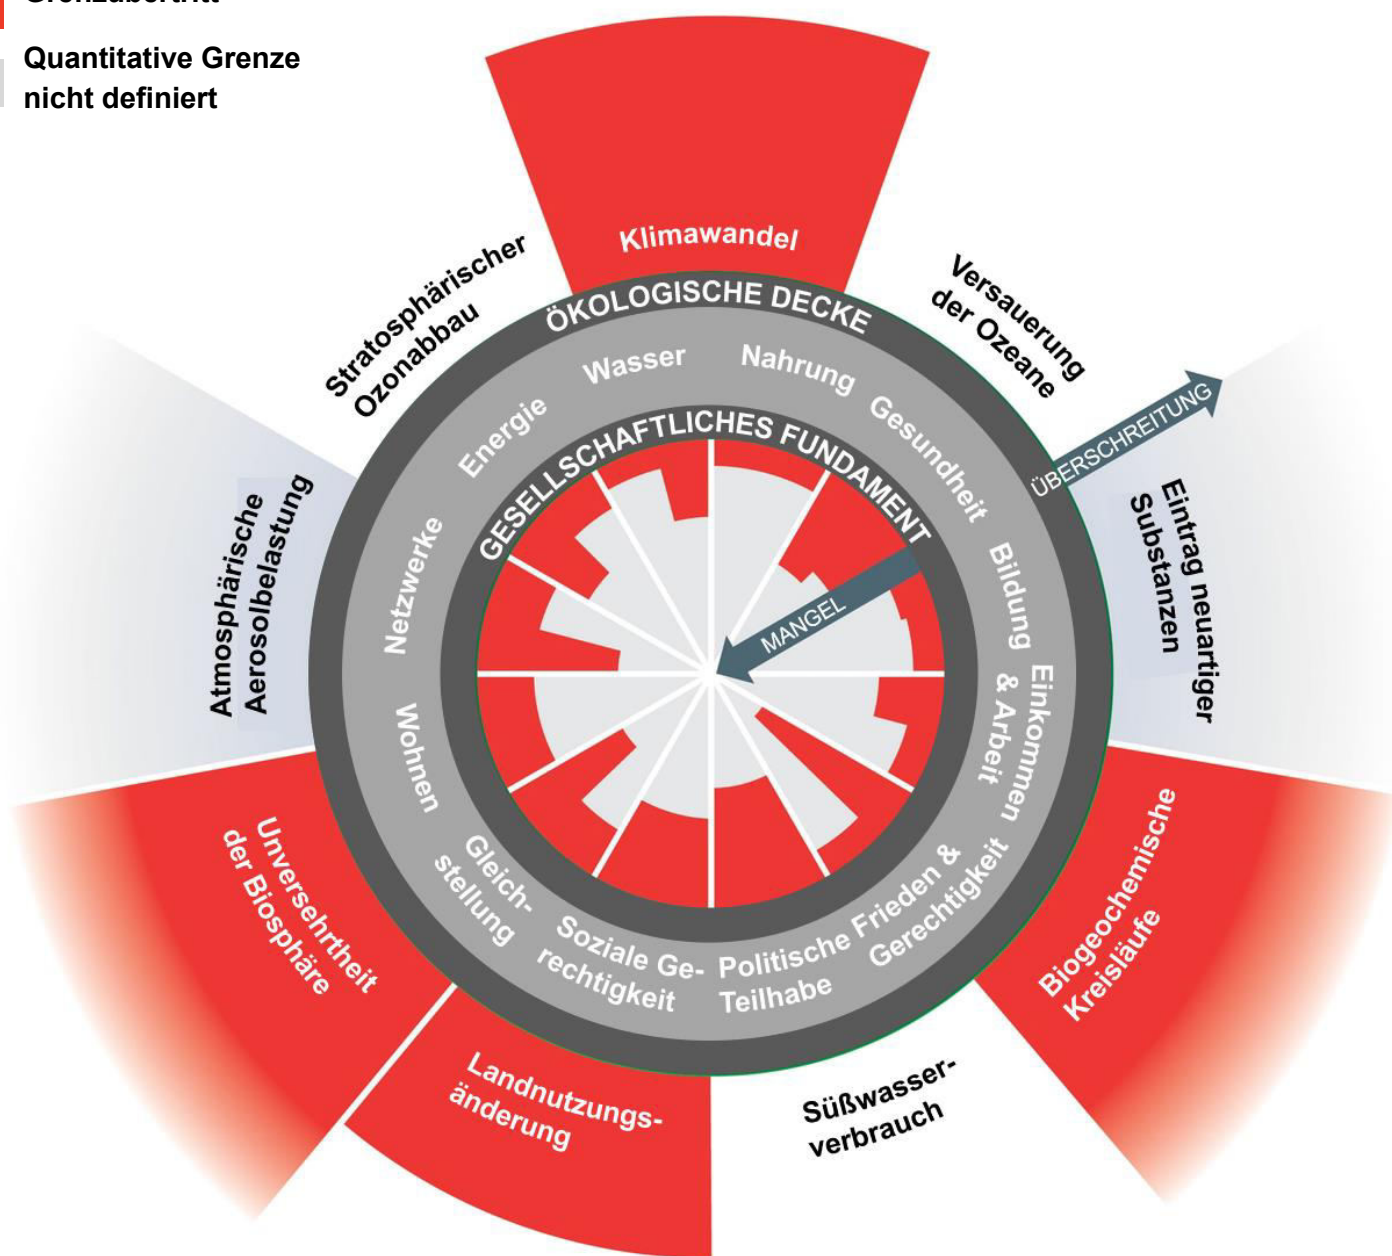 Quantitative Grenze
nicht definiert
Klimawandel
Stratosphärischer
Ozonabbau
Versauerung
der Ozeane
ÖKOLOGISCHE DECKE
Wasser
Nahrung
Energie
Gesundheit
GESELLSCHAFTLICHES FUNDAMENT
ÜBERSCHREITUNG
MANGEL
Atmosphärische
Aerosolbelastung
Netzwerke
Bildung
Eintrag neuartiger
Substanzen
Einkommen
& Arbeit
Wohnen
Unversehrtheit
der Biosphäre
Gleich-
stellung
Soziale Ge-
rechtigkeit
Politische
Teilhabe
Frieden &
Gerechtigkeit
Biogeochemische
Kreisläufe
Landnutzungs-
änderung
Süßwasser-
verbrauch